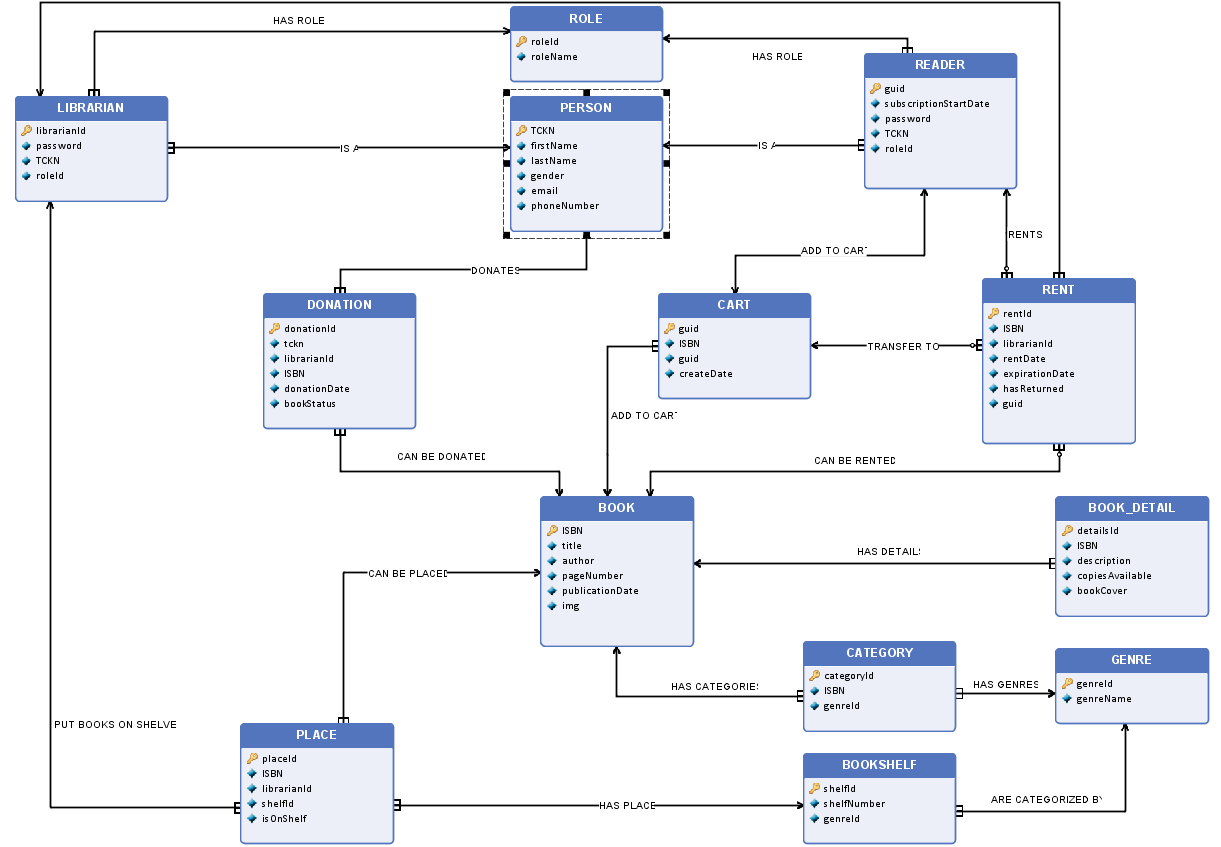 HAS ROLE
ROLE
roleId
roleName
HAS ROLE
READER
guid
subscriptionStartDate
password
TCKN
roleId
LIBRARIAN
librarianId
password
TCKN
roleId
IS A
PERSON
TCKN
firstName
lastName
gender
email
phoneNumber
IS A
ADD TO CART
RENTS
DONATES
DONATION
donationId
tckn
librarianId
ISBN
donationDate
bookStatus
CART
guid
ISBN
guid
createDate
TRANSFER TO
RENT
rentId
ISBN
librarianId
rentDate
expirationDate
hasReturned
guid
ADD TO CART
CAN BE DONATED
CAN BE RENTED
BOOK
ISBN
title
author
pageNumber
publicationDate
img
HAS DETAILS
BOOK_DETAIL
detailsId
ISBN
description
copiesAvailable
bookCover
CAN BE PLACED
HAS CATEGORIES
CATEGORY
categoryId
ISBN
genreId
HAS GENRES
GENRE
genreId
genreName
PUT BOOKS ON SHELVE
PLACE
placeId
ISBN
librarianId
shelfId
isOnShelf
HAS PLACE
BOOKSHELF
shelfId
shelfNumber
genreId
ARE CATEGORIZED BY